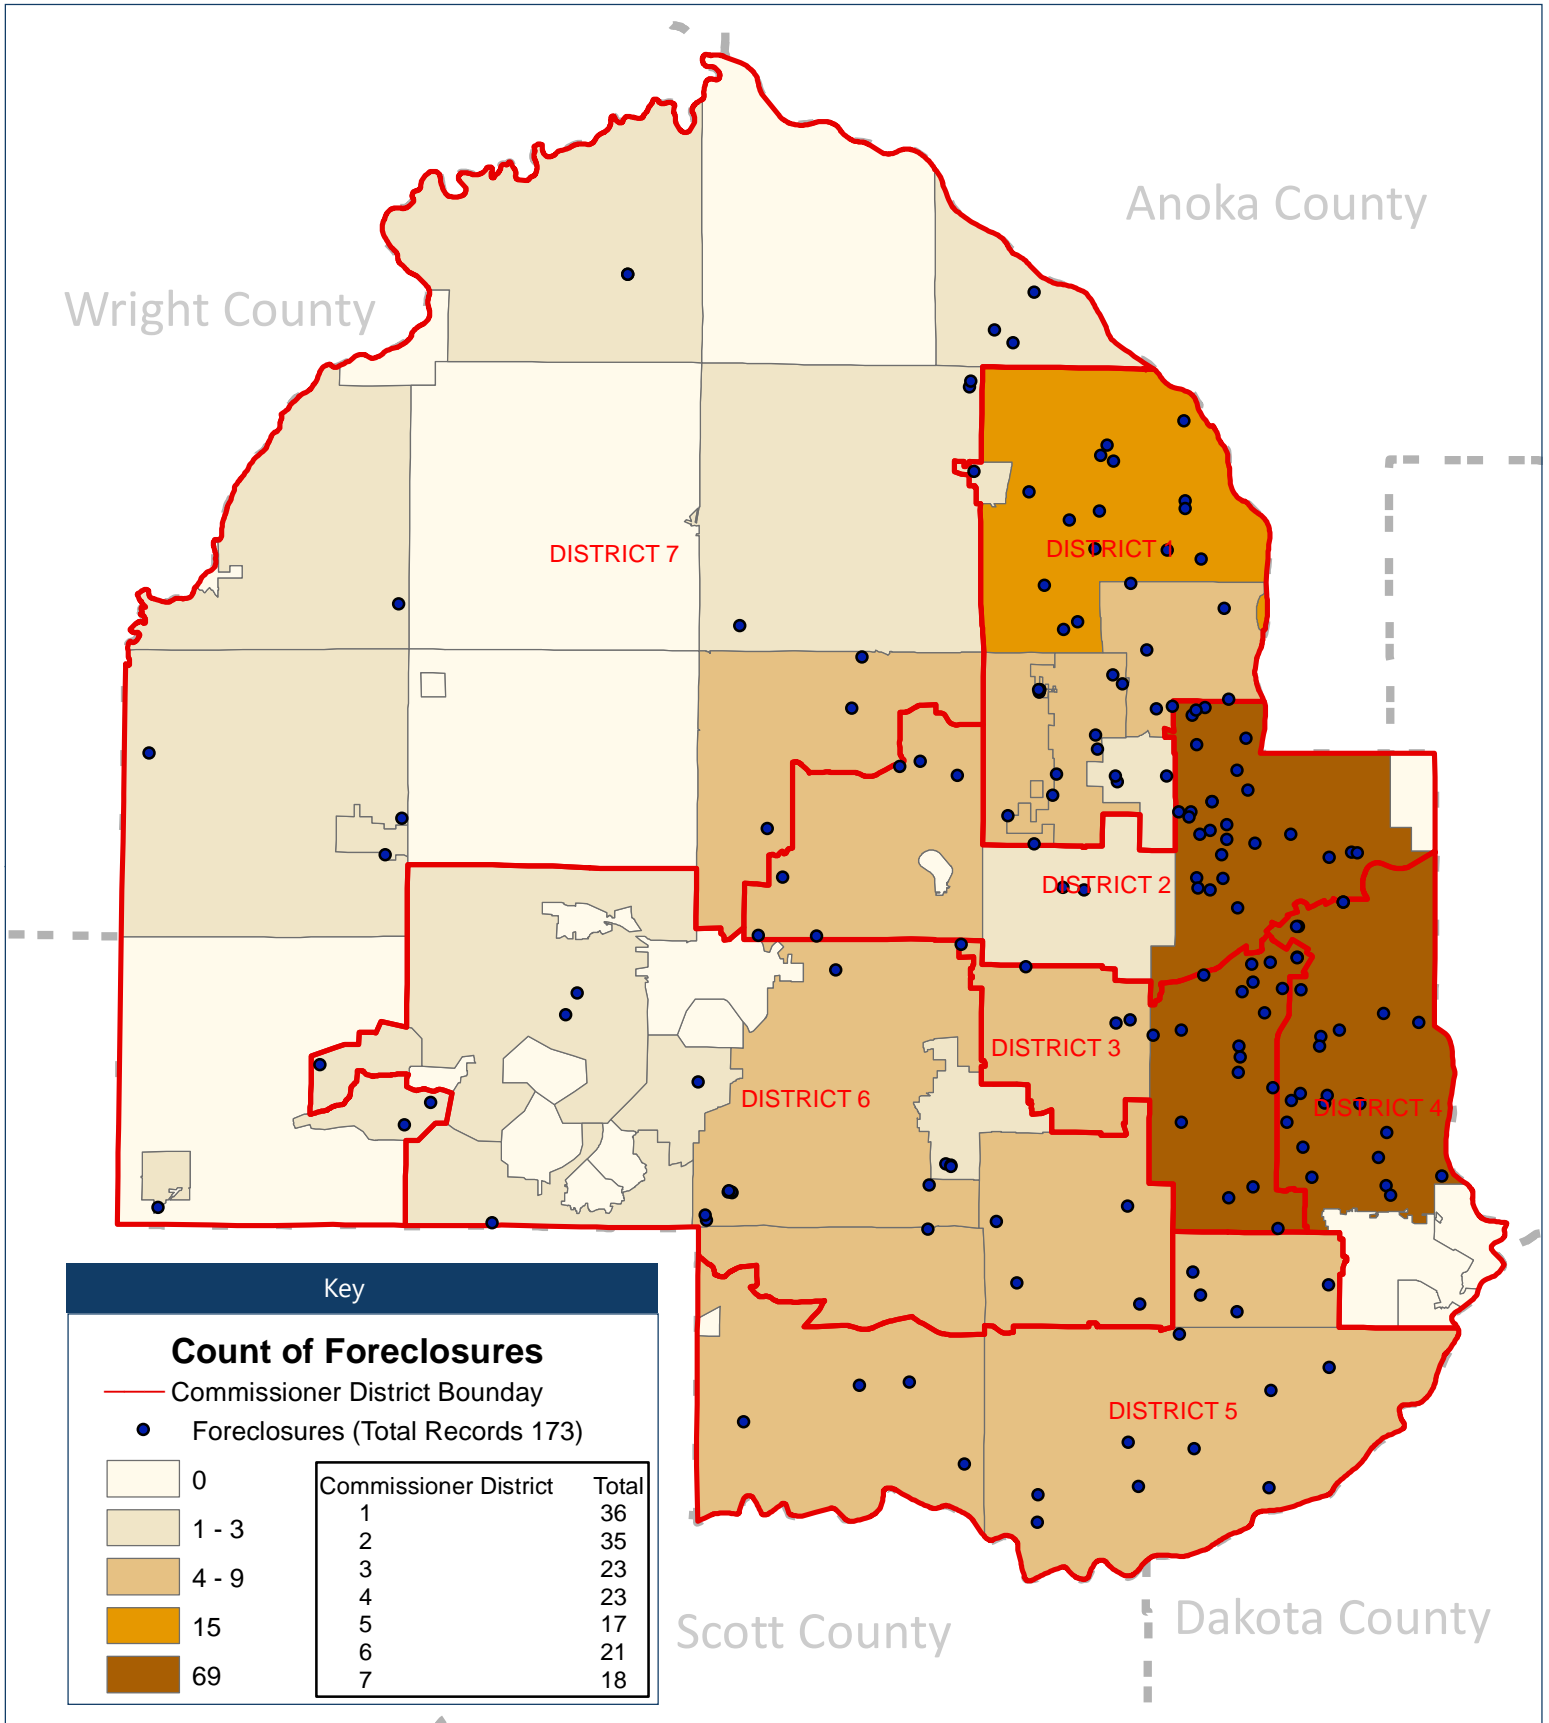 Anoka County
Wright County
DISTRICT 7
DISTRICT 1
DISTRICT 2
DISTRICT 3
DISTRICT 6
DISTRICT 4
DISTRICT 5
Key
Count of Foreclosures
Commissioner District Bounday
Foreclosures (Total Records 173)
0
1 - 3
4 - 9
15
69
Commissioner District Total
1 36
2 35
3 23
4 23
5 17
6 21
7 18
Scott County
Dakota County